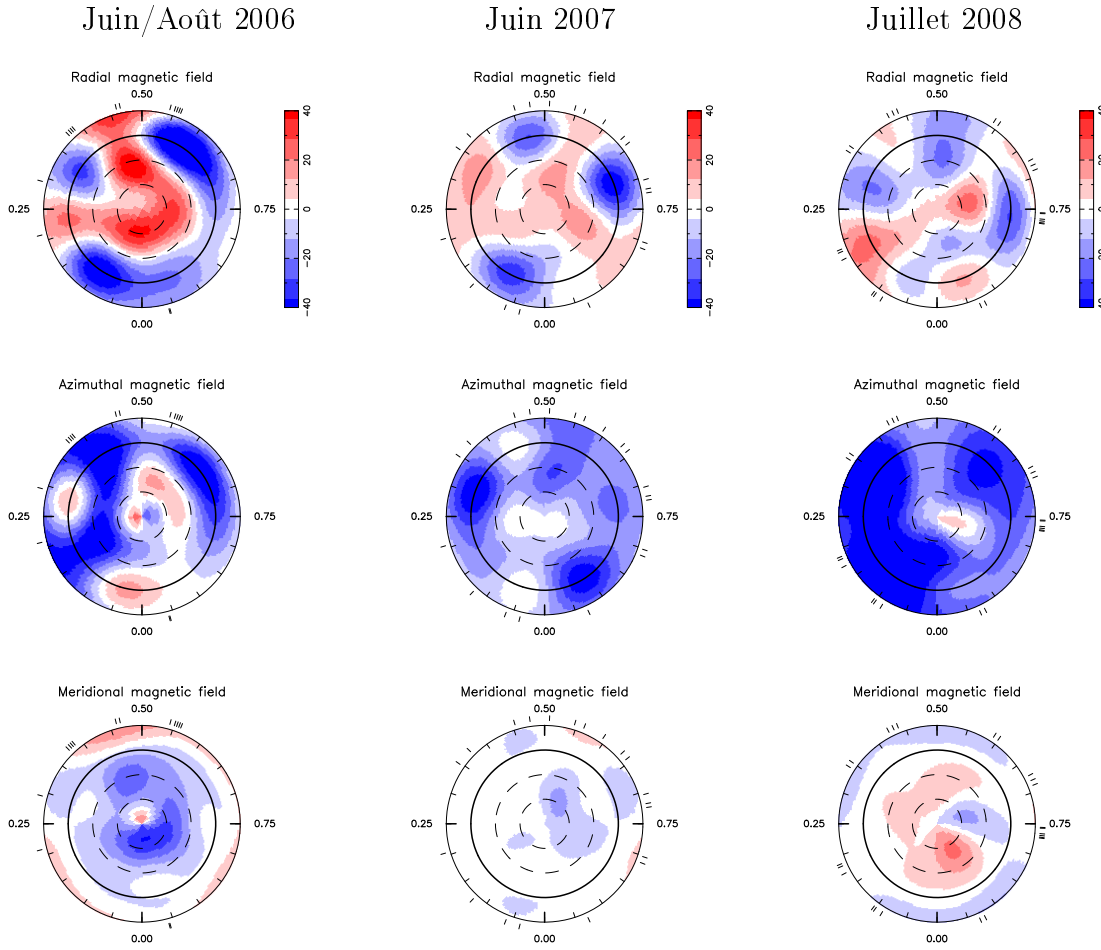 Juin/Août 2006 Juin 2007 Juillet 2008
Radial magnetic field Radial magnetic field Radial magnetic field
0.50 0.50 0.50
40 40 40
20 20 20
0.25 0 0.75 0.25 0 0.75 0.25 0 0.75
−20 −20 −20
−40 −40 −40
0.00 0.00 0.00
Azimuthal magnetic field Azimuthal magnetic field Azimuthal magnetic field
0.50 0.50 0.50
0.25 0.75 0.25 0.75 0.25 0.75
0.00 0.00 0.00
Meridional magnetic field Meridional magnetic field Meridional magnetic field
0.50 0.50 0.50
0.25 0.75 0.25 0.75 0.25 0.75
0.00 0.00 0.00